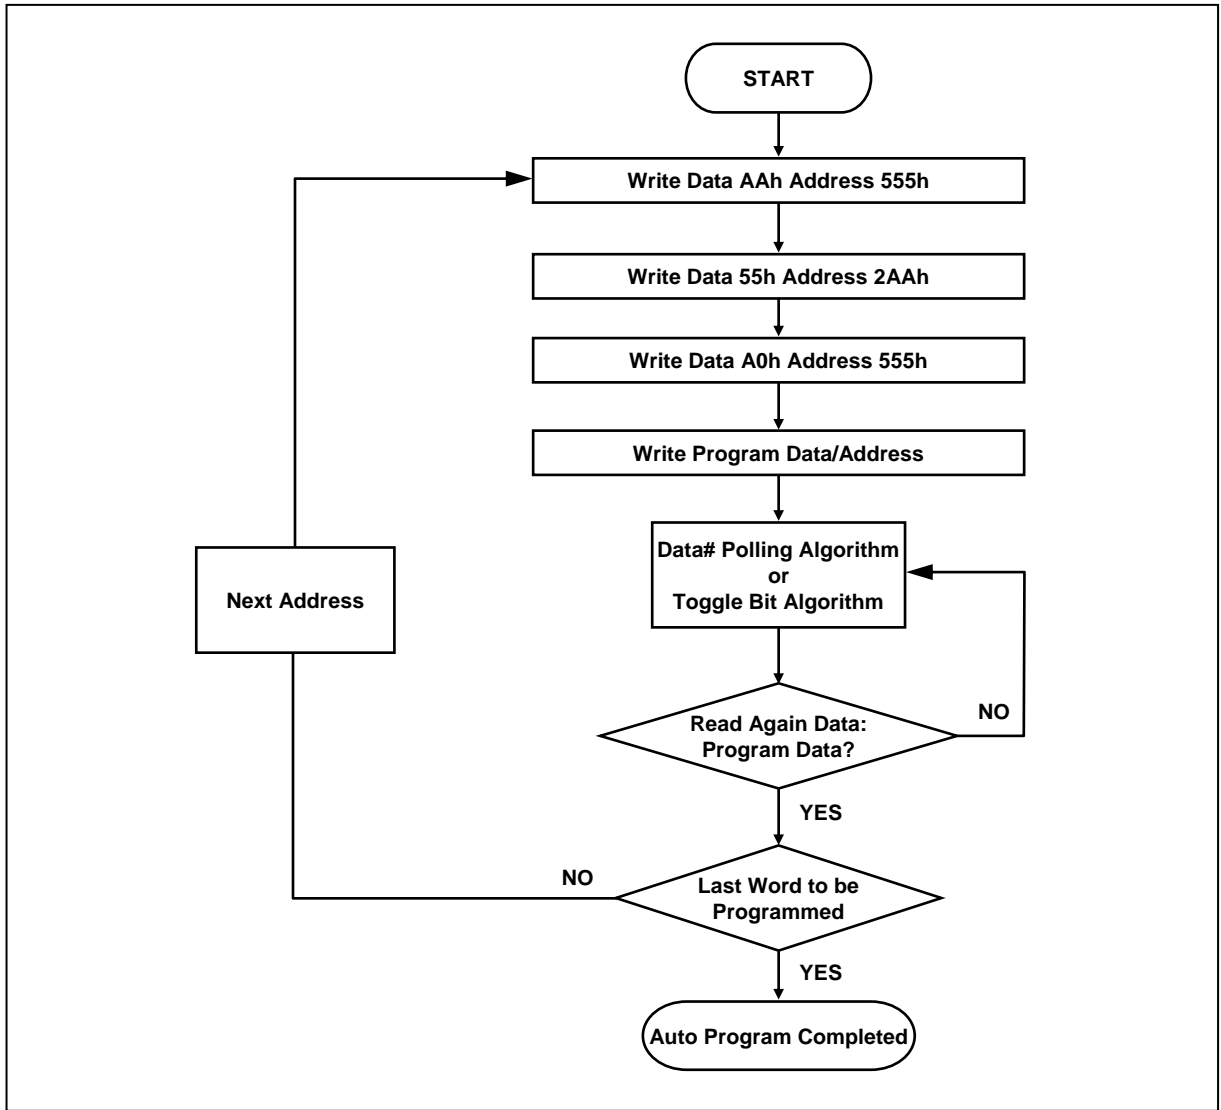 START
Write Data AAh Address 555h
Write Data 55h Address 2AAh
Write Data A0h Address 555h
Write Program Data/Address
Data# Polling Algorithm
or
Toggle Bit Algorithm
Next Address
Read Again Data:
Program Data?
NO
YES
Last Word to be
Programmed
NO
YES
Auto Program Completed